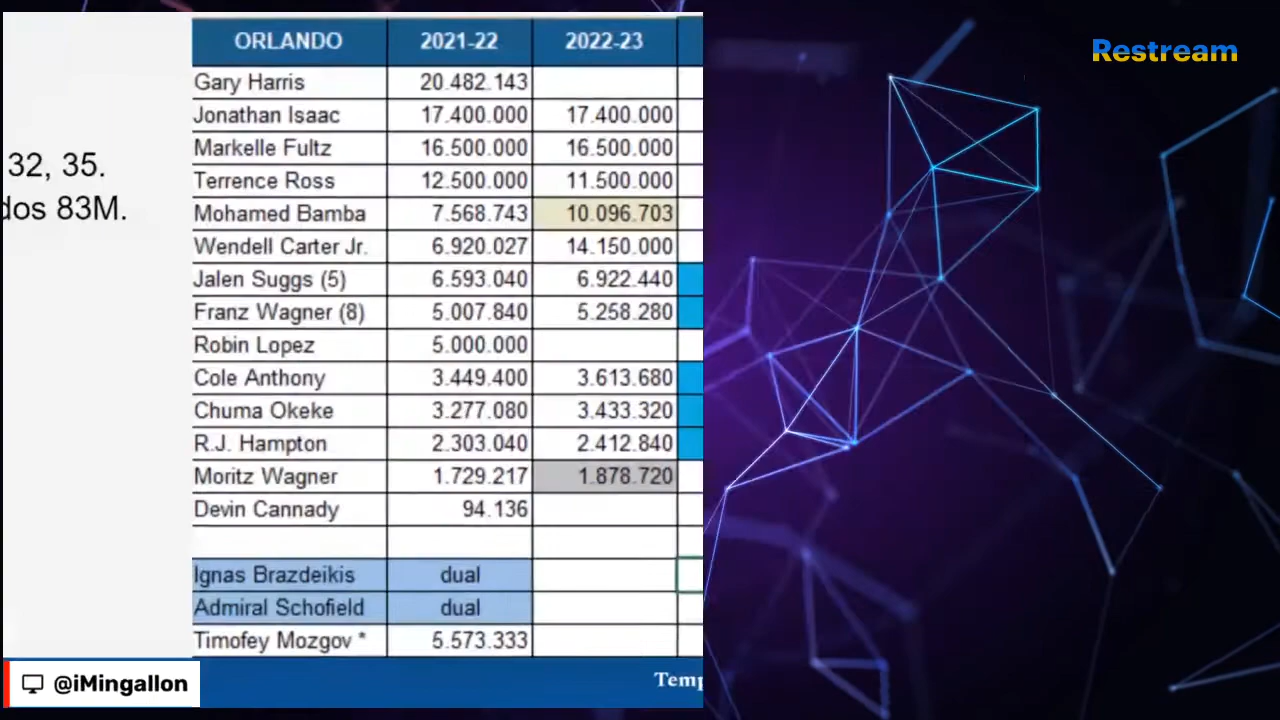 Restream
32, 35.
dos 83M.
ORLANDO 2021-22 2022-23
Gary Harris 20.482.143
Jonathan Isaac 17.400.000 17.400.000
Markelle Fultz 16.500.000 16.500.000
Terrence Ross 12.500.000 11.500.000
Mohamed Bamba 7.568.743 10.096.703
Wendell Carter Jr. 6.920.027 14.150.000
Jalen Suggs (5) 6.593.040 6.922.440
Franz Wagner (8) 5.007.840 5.258.280
Robin Lopez 5.000.000
Cole Anthony 3.449.400 3.613.680
Chuma Okeke 3.277.080 3.433.320
R.J. Hampton 2.303.040 2.412.840
Moritz Wagner 1.729.217 1.878.720
Devin Cannady 94.136
Ignas Brazdeikis dual
Admiral Schofield dual
Timofey Mozgov * 5.573.333
Temp
@iMingallon